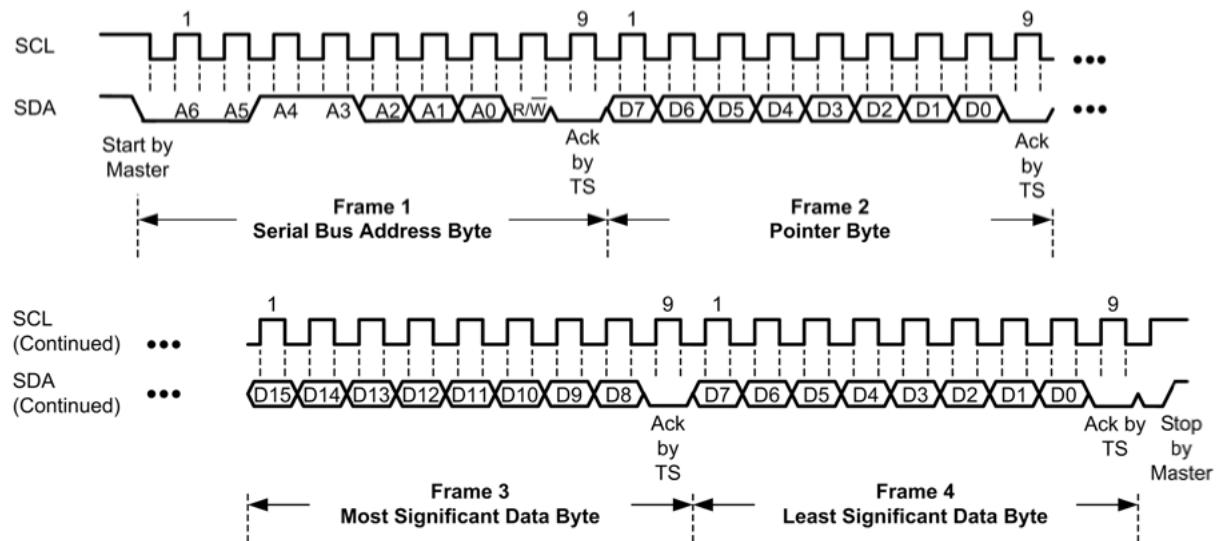 1 9 1 9
SCL
SDA A6 A5 A4 A3 A2 A1 A0 R/W̅ D7 D6 D5 D4 D3 D2 D1 D0
Start by
Master
Ack
by
TS
Ack
by
TS
Frame 1
Serial Bus Address Byte
Frame 2
Pointer Byte
1 9 1 9
SCL
(Continued)
SDA
(Continued)
D15 D14 D13 D12 D11 D10 D9 D8 D7 D6 D5 D4 D3 D2 D1 D0
Ack
by
TS
Ack by
TS
Stop
by
Master
Frame 3
Most Significant Data Byte
Frame 4
Least Significant Data Byte